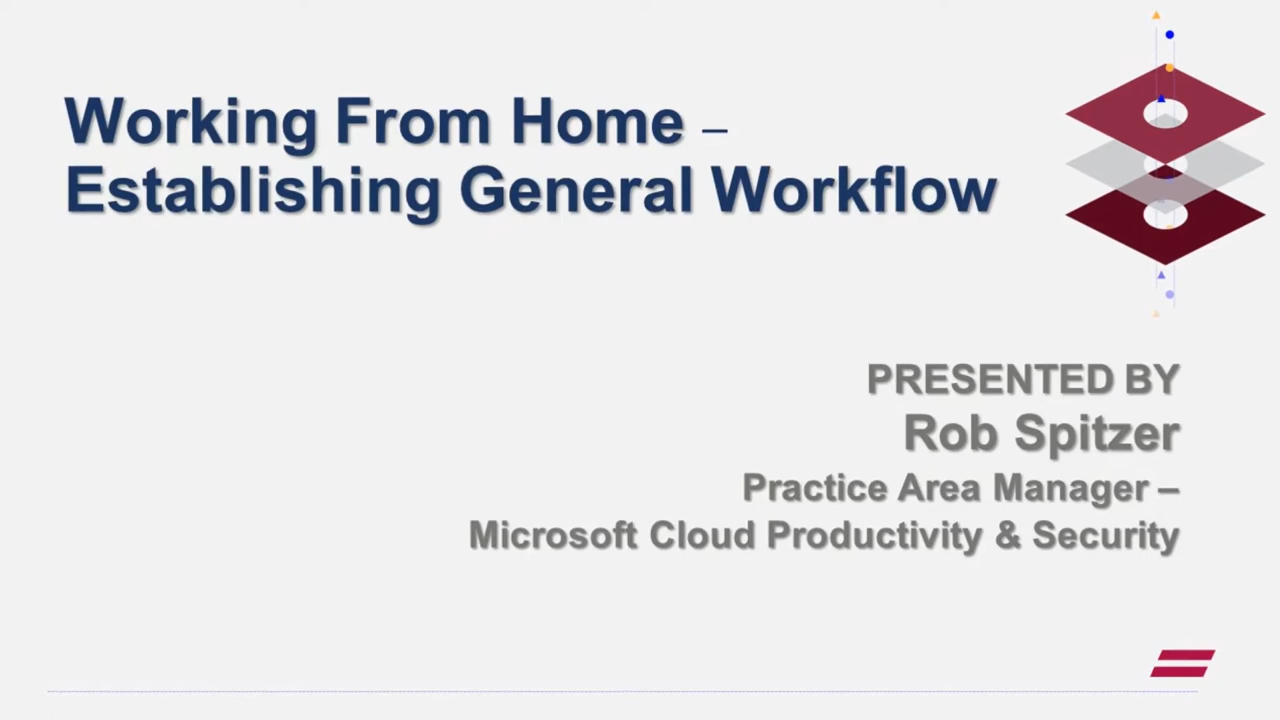 Working From Home –
Establishing General Workflow
PRESENTED BY
Rob Spitzer
Practice Area Manager –
Microsoft Cloud Productivity & Security